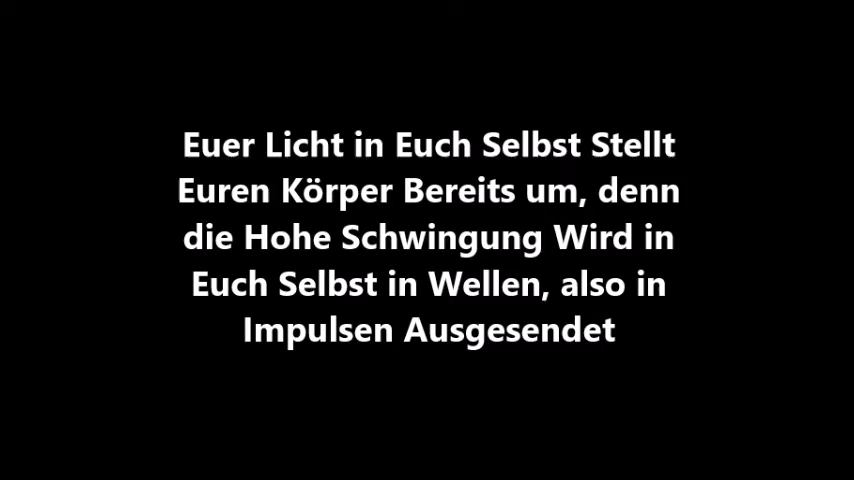 Euer Licht in Euch Selbst Stellt
Euren Körper Bereits um, denn
die Hohe Schwingung Wird in
Euch Selbst in Wellen, also in
Impulsen Ausgesendet